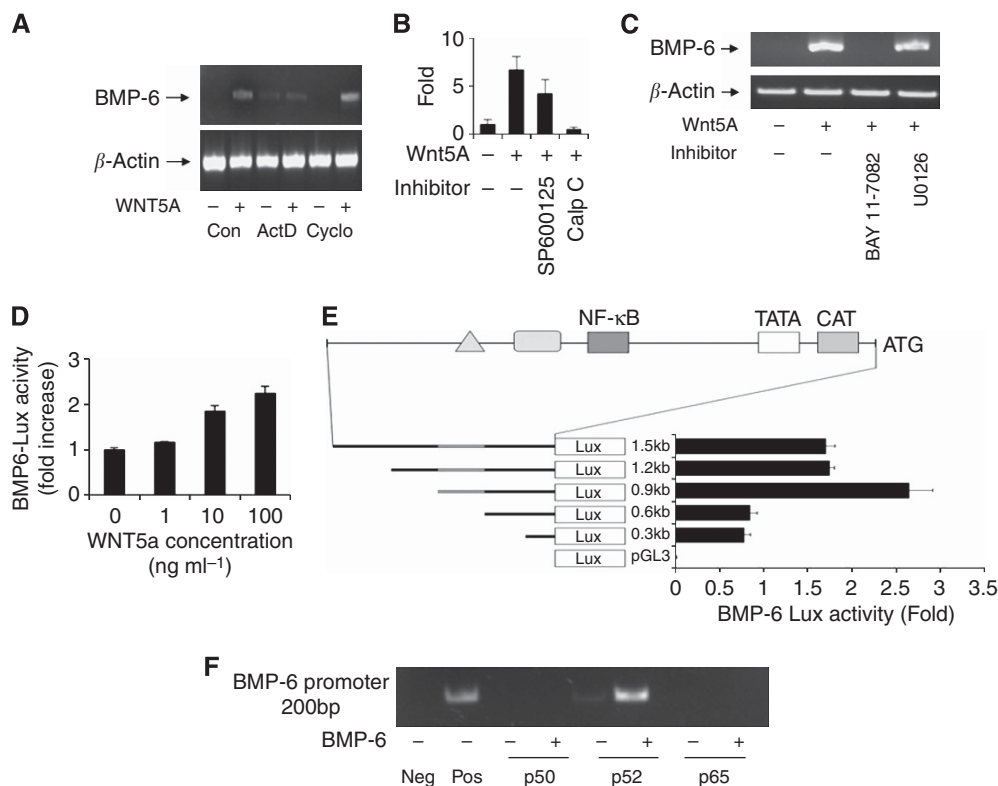 A
BMP-6
β-Actin
WNT5A – + – + – +
Con ActD Cyclo
B
Fold
10
5
0
Wnt5A – + + +
Inhibitor – – SP600125 Calp C
C
BMP-6
β-Actin
Wnt5A – + + +
Inhibitor – – BAY 11-7082 U0126
D
BMP6-Lux acivity
(fold increase)
3
2
1
0
0 1 10 100
WNT5a concentration
(ng ml⁻¹)
E
NF-κB TATA CAT
ATG
Lux 1.5kb
Lux 1.2kb
Lux 0.9kb
Lux 0.6kb
Lux 0.3kb
Lux pGL3
0 0.5 1 1.5 2 2.5 3 3.5
BMP-6 Lux activity (Fold)
F
BMP-6 promoter
200bp
BMP-6 – – – + – + – +
Neg Pos p50 p52 p65